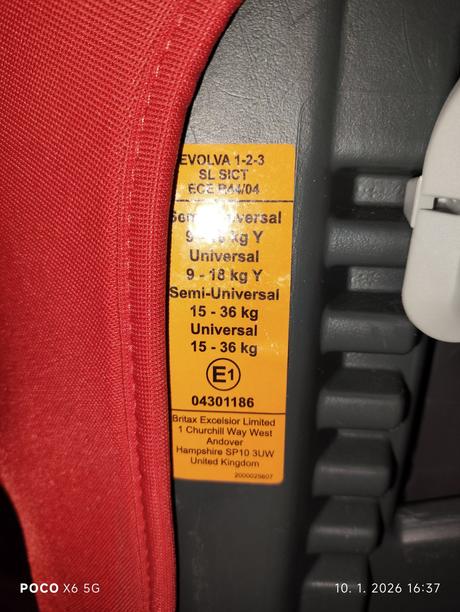 EVOLVA 1-2-3
SL SICT
ECE R44/04
Semi-Universal
9 - 18 kg Y
Universal
9 - 18 kg Y
Semi-Universal
15 - 36 kg
Universal
15 - 36 kg
E1
04301186
Britax Excelsior Limited
1 Churchill Way West
Andover
Hampshire SP10 3UW
United Kingdom
2000025607
POCO X6 5G
10. 1. 2026 16:37